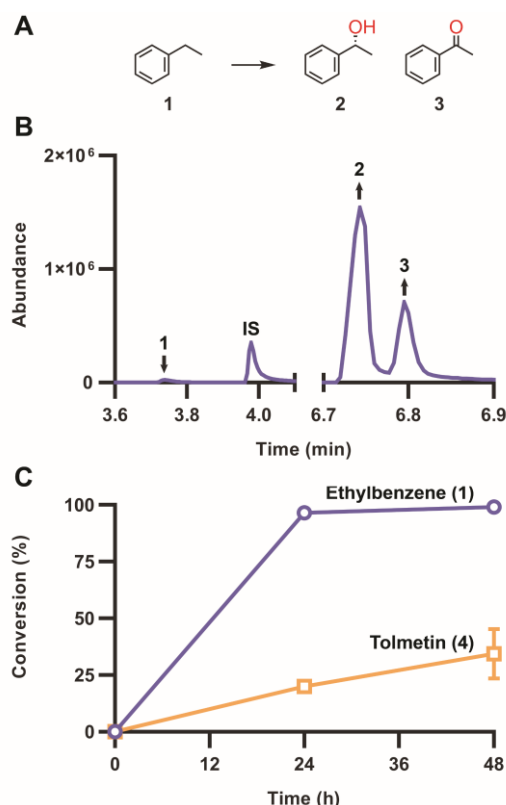 A
OH
O
1
2
3
B
2×10⁶
1×10⁶
0
Abundance
1
IS
2
3
3.6
3.8
4.0
6.7
6.8
6.9
Time (min)
C
100
75
50
25
0
Conversion (%)
Ethylbenzene (1)
Tolmetin (4)
0
12
24
36
48
Time (h)